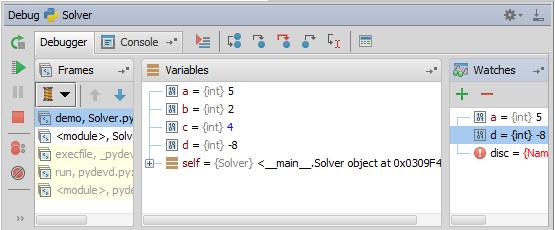 Debug Solver
Debugger Console
Frames
demo, Solver.py
<module>, Solv
execfile, _pydev
run, pydevd.py:
<module>, pydev
Variables
a = {int} 5
b = {int} 2
c = {int} 4
d = {int} -8
self = {Solver} <__main__.Solver object at 0x0309F4
Watches
a = {int} 5
d = {int} -8
disc = {Nam